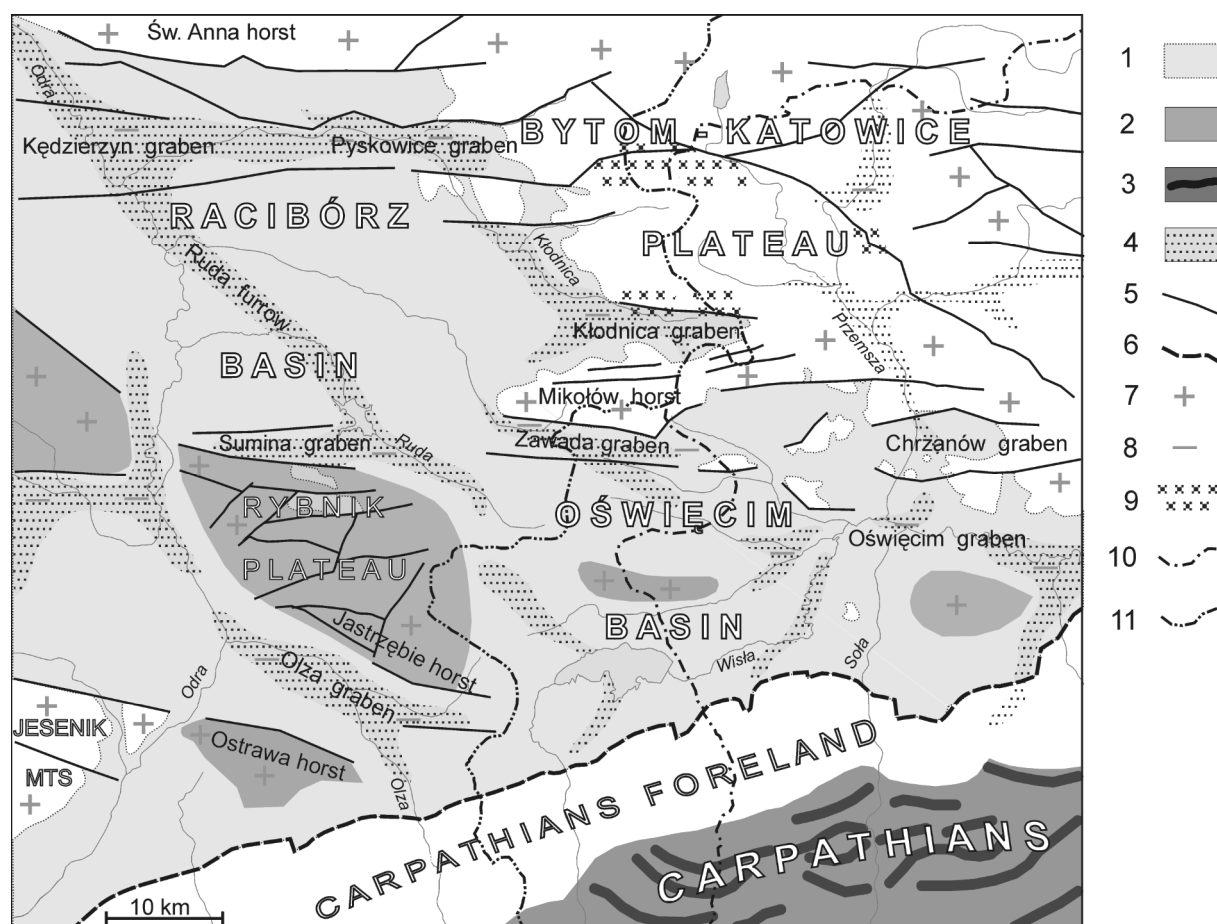 Św. Anna horst
Odra
BYTOM - KATOWICE
Kędzierzyn graben
Pyskowice graben
RACIBÓRZ
PLATEAU
Kłodnica
Ruda furrow
Kłodnica graben
Przemsza
BASIN
Mikołów horst
Sumina graben
Ruda
Zawada graben
Chrzanów graben
RYBNIK
OŚWIĘCIM
Oświęcim graben
PLATEAU
Jastrzębie horst
BASIN
Wisła
Soła
Odra
Olza graben
JESENIK
MTS
Ostrawa horst
Olza
CARPATHIANS FORELAND
CARPATHIANS
10 km
1
2
3
4
5
6
7
8
9
10
11